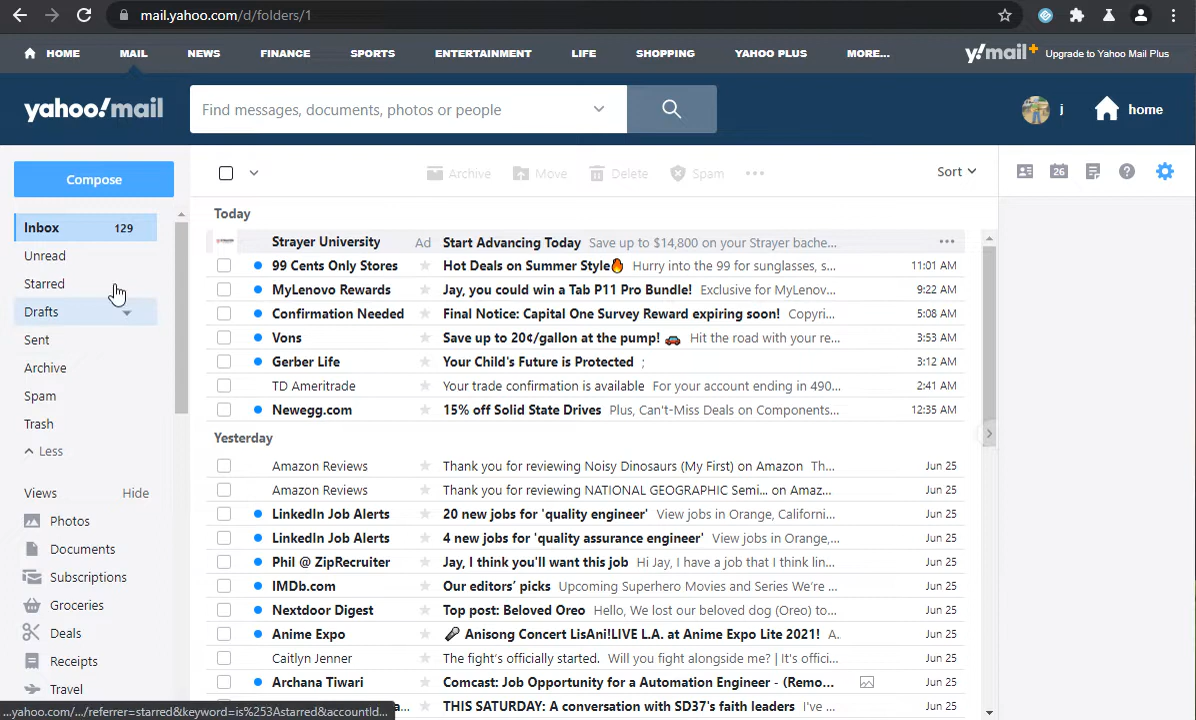 mail.yahoo.com/d/folders/1
HOME MAIL NEWS FINANCE SPORTS ENTERTAINMENT LIFE SHOPPING YAHOO PLUS MORE... y!mail+ Upgrade to Yahoo Mail Plus
yahoo!mail Find messages, documents, photos or people j home
Compose
Archive Move Delete Spam ••• Sort 26
Inbox 129
Unread
Starred
Drafts
Sent
Archive
Spam
Trash
Less
Views Hide
Photos
Documents
Subscriptions
Groceries
Deals
Receipts
Travel
Today
Strayer University Ad Start Advancing Today Save up to $14,800 on your Strayer bache... •••
99 Cents Only Stores Hot Deals on Summer Style🔥 Hurry into the 99 for sunglasses, s... 11:01 AM
MyLenovo Rewards Jay, you could win a Tab P11 Pro Bundle! Exclusive for MyLenov... 9:22 AM
Confirmation Needed Final Notice: Capital One Survey Reward expiring soon! Copyri... 5:08 AM
Vons Save up to 20¢/gallon at the pump! 🚗 Hit the road with your re... 3:53 AM
Gerber Life Your Child's Future is Protected ; 3:12 AM
TD Ameritrade Your trade confirmation is available For your account ending in 490... 2:41 AM
Newegg.com 15% off Solid State Drives Plus, Can't-Miss Deals on Components... 12:35 AM
Yesterday
Amazon Reviews Thank you for reviewing Noisy Dinosaurs (My First) on Amazon Th... Jun 25
Amazon Reviews Thank you for reviewing NATIONAL GEOGRAPHIC Semi... on Amaz... Jun 25
LinkedIn Job Alerts 20 new jobs for 'quality engineer' View jobs in Orange, Californi... Jun 25
LinkedIn Job Alerts 4 new jobs for 'quality assurance engineer' View jobs in Orange,... Jun 25
Phil @ ZipRecruiter Jay, I think you'll want this job Hi Jay, I have a job that I think lin... Jun 25
IMDb.com Our editors' picks Upcoming Superhero Movies and Series We're ... Jun 25
Nextdoor Digest Top post: Beloved Oreo Hello, We lost our beloved dog (Oreo) to... Jun 25
Anime Expo 🎤 Anisong Concert LisAni!LIVE L.A. at Anime Expo Lite 2021! A.. Jun 25
Caitlyn Jenner The fight's officially started. Will you fight alongside me? | It's offici... Jun 25
Archana Tiwari Comcast: Job Opportunity for a Automation Engineer - (Remo... Jun 25
a... THIS SATURDAY: A conversation with SD37's faith leaders I've ... Jun 25
...yahoo.com/.../referrer=starred&keyword=is%253Astarred&accountId...